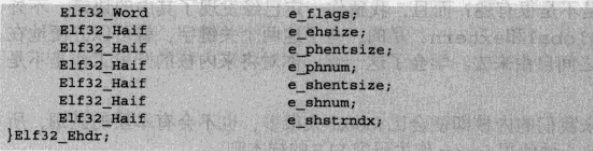 Elf32_Word e_flags;
Elf32_Haif e_ehsize;
Elf32_Haif e_phentsize;
Elf32_Haif e_phnum;
Elf32_Haif e_shentsize;
Elf32_Haif e_shnum;
Elf32_Haif e_shstrndx;
}Elf32_Ehdr;